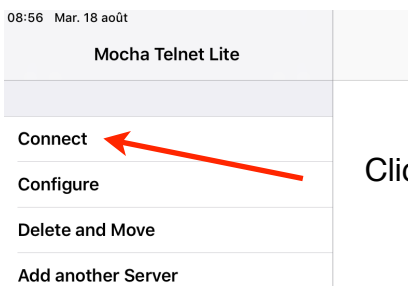 08:56 Mar. 18 août
Mocha Telnet Lite
Connect
Configure
Delete and Move
Add another Server